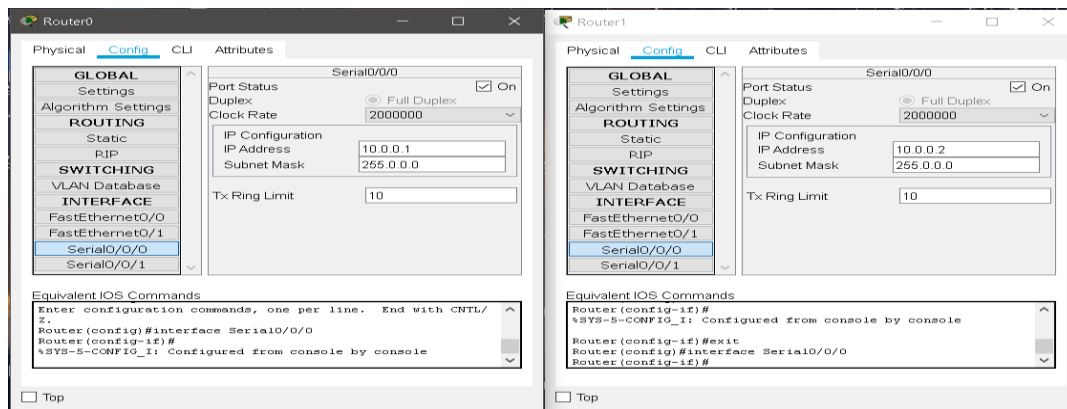 Router0
Physical Config CLI Attributes
GLOBAL
Settings
Algorithm Settings
ROUTING
Static
RIP
SWITCHING
VLAN Database
INTERFACE
FastEthernet0/0
FastEthernet0/1
Serial0/0/0
Serial0/0/1
Serial0/0/0
Port Status On
Duplex Full Duplex
Clock Rate 2000000
IP Configuration
IP Address 10.0.0.1
Subnet Mask 255.0.0.0
Tx Ring Limit 10
Equivalent IOS Commands
Enter configuration commands, one per line. End with CNTL/
Z.
Router(config)#interface Serial0/0/0
Router(config-if)#
%SYS-5-CONFIG_I: Configured from console by console
Top
Router1
Physical Config CLI Attributes
GLOBAL
Settings
Algorithm Settings
ROUTING
Static
RIP
SWITCHING
VLAN Database
INTERFACE
FastEthernet0/0
FastEthernet0/1
Serial0/0/0
Serial0/0/1
Serial0/0/0
Port Status On
Duplex Full Duplex
Clock Rate 2000000
IP Configuration
IP Address 10.0.0.2
Subnet Mask 255.0.0.0
Tx Ring Limit 10
Equivalent IOS Commands
Router(config-if)#
%SYS-5-CONFIG_I: Configured from console by console
Router(config-if)#exit
Router(config)#interface Serial0/0/0
Router(config-if)#
Top